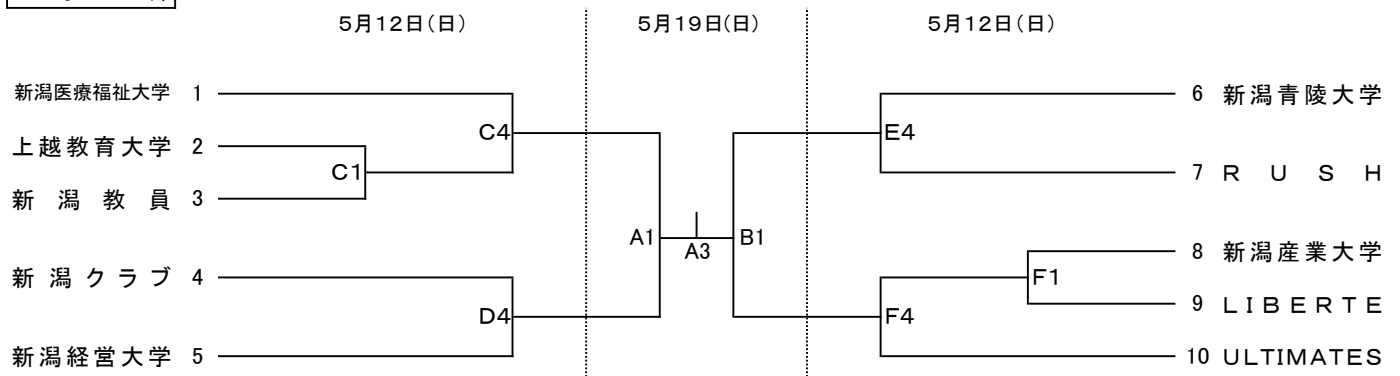 5月12日(日) 5月19日(日) 5月12日(日)
新潟医療福祉大学 1
6 新潟青陵大学
C4 E4
上越教育大学 2
C1
7 RUSH
新潟教員 3
A1 A3 B1
8 新潟産業大学
新潟クラブ 4
F1
9 LIBERTE
D4 F4
新潟経営大学 5
10 ULTIMATES